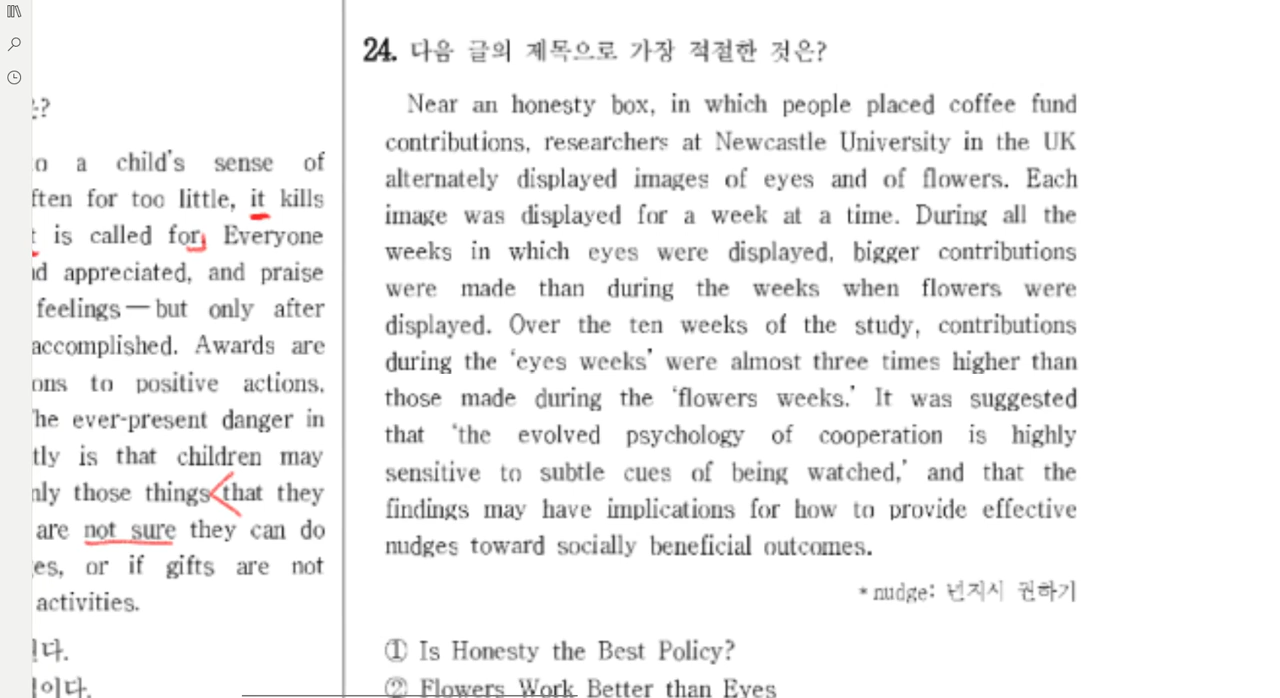 은?
to a child's sense of
often for too little, it kills
is called for. Everyone
appreciated, and praise
feelings — but only after
accomplished. Awards are
to positive actions.
The ever-present danger in
is that children may
only those things that they
are not sure they can do
or if gifts are not
activities.
24. 다음 글의 제목으로 가장 적절한 것은?
Near an honesty box, in which people placed coffee fund
contributions, researchers at Newcastle University in the UK
alternately displayed images of eyes and of flowers. Each
image was displayed for a week at a time. During all the
weeks in which eyes were displayed, bigger contributions
were made than during the weeks when flowers were
displayed. Over the ten weeks of the study, contributions
during the ‘eyes weeks’ were almost three times higher than
those made during the ‘flowers weeks.’ It was suggested
that ‘the evolved psychology of cooperation is highly
sensitive to subtle cues of being watched,’ and that the
findings may have implications for how to provide effective
nudges toward socially beneficial outcomes.
* nudge: 넌지시 권하기
① Is Honesty the Best Policy?
② Flowers Work Better than Eyes